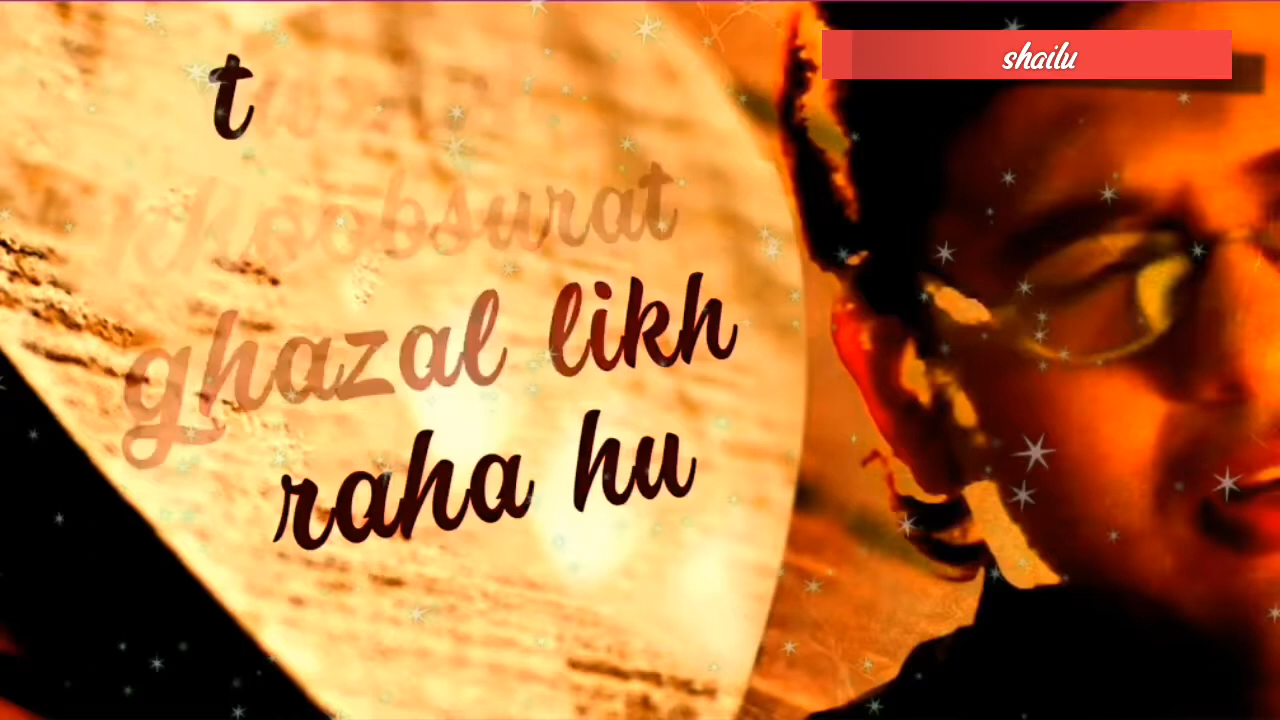 shailu
t
khoobsurat
ghazal likh
raha hu